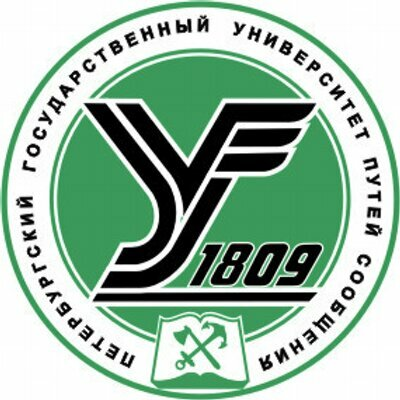 ПЕТЕРБУРГСКИЙ ГОСУДАРСТВЕННЫЙ УНИВЕРСИТЕТ ПУТЕЙ СООБЩЕНИЯ
1809